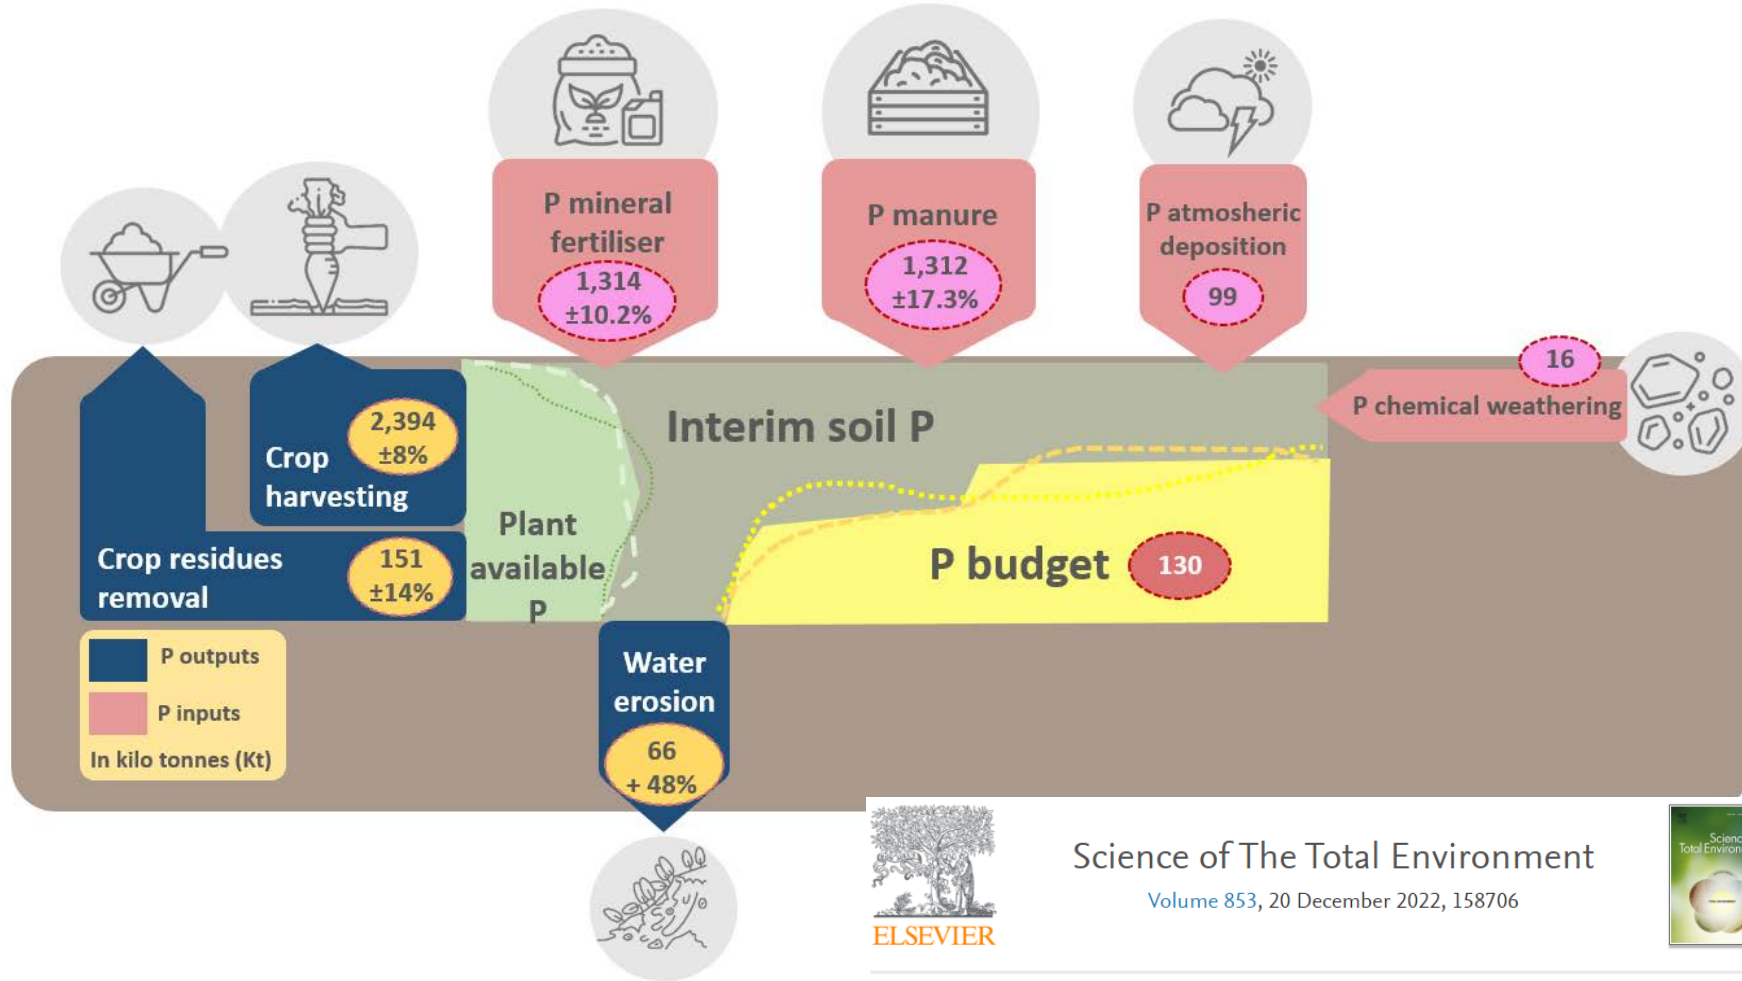 P mineral
fertiliser
1,314
±10.2%
P manure
1,312
±17.3%
P atmosheric
deposition
99
16
P chemical weathering
2,394
±8%
Crop
harvesting
Crop residues
removal
151
±14%
Plant
available
P
Interim soil P
P budget
130
Water
erosion
66
+ 48%
P outputs
P inputs
In kilo tonnes (Kt)
ELSEVIER
Science of The Total Environment
Volume 853, 20 December 2022, 158706